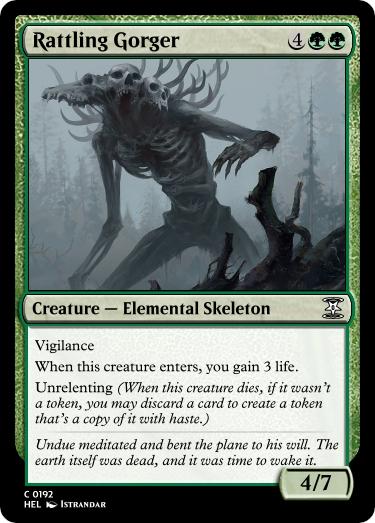 Rattling Gorger 4
Creature — Elemental Skeleton
Vigilance
When this creature enters, you gain 3 life.
Unrelenting (When this creature dies, if it wasn't
a token, you may discard a card to create a token
that's a copy of it with haste.)
Undue meditated and bent the plane to his will. The
earth itself was dead, and it was time to wake it.
4/7
C 0192
HEL ISTRANDAR